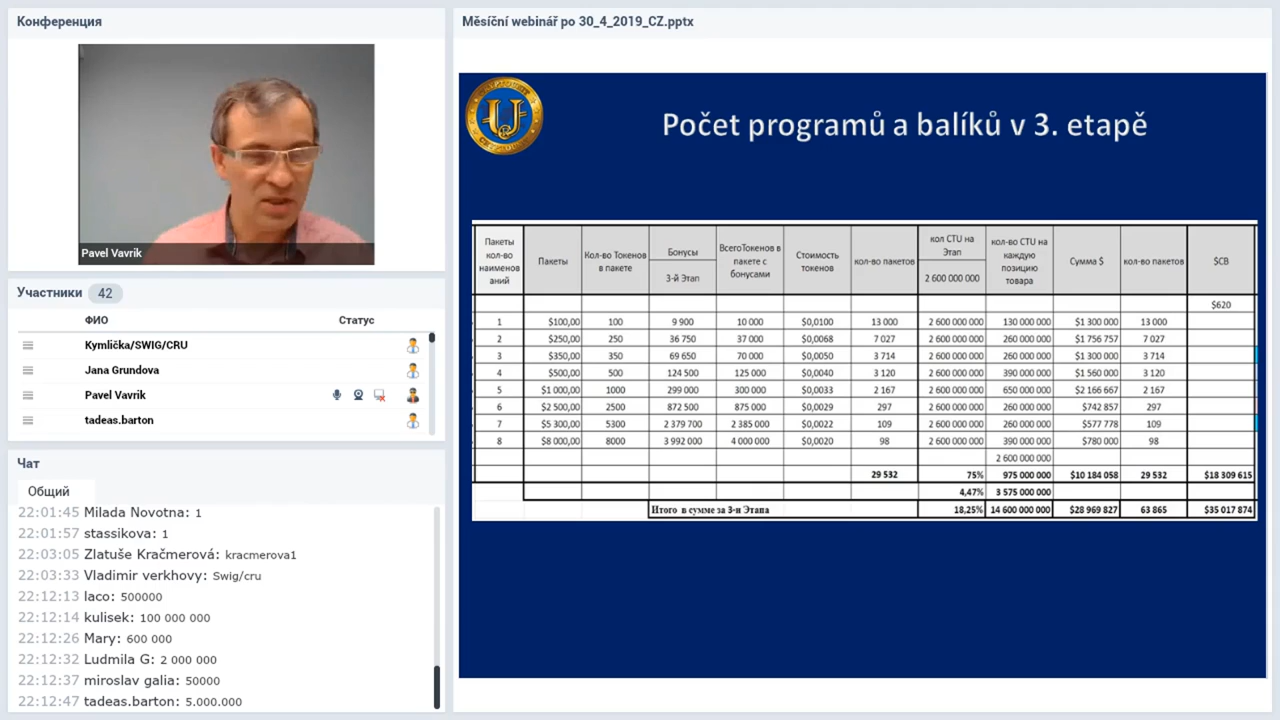 Конференция
Pavel Vavrik
Участники 42
ФИО Статус
Kymlička/SWIG/CRU
Jana Grundova
Pavel Vavrik
tadeas.barton
Чат
Общий
22:01:45 Milada Novotna: 1
22:01:57 stassikova: 1
22:03:05 Zlatuše Kračmerová: kracmerova1
22:03:33 Vladimir verkhovy: Swig/cru
22:12:13 laco: 500000
22:12:14 kulisek: 100 000 000
22:12:26 Mary: 600 000
22:12:32 Ludmila G: 2 000 000
22:12:37 miroslav galia: 50000
22:12:47 tadeas.barton: 5.000.000
Měsíční webinář po 30_4_2019_CZ.pptx
U
Počet programů a balíků v 3. etapě
Пакеты кол-во наименований Пакеты Кол-во Токенов в пакете Бонусы 3-й Этап ВсегоТокенов в пакете с бонусами Стоимость токенов кол-во пакетов кол CTU на Этап 2 600 000 000 кол-во CTU на каждую позицию товара Сумма $ кол-во пакетов $CB
$620
1 $100,00 100 9 900 10 000 $0,0100 13 000 2 600 000 000 130 000 000 $1 300 000 13 000
2 $250,00 250 36 750 37 000 $0,0068 7 027 2 600 000 000 260 000 000 $1 756 757 7 027
3 $350,00 350 69 650 70 000 $0,0050 3 714 2 600 000 000 260 000 000 $1 300 000 3 714
4 $500,00 500 124 500 125 000 $0,0040 3 120 2 600 000 000 390 000 000 $1 560 000 3 120
5 $1 000,00 1000 299 000 300 000 $0,0033 2 167 2 600 000 000 650 000 000 $2 166 667 2 167
6 $2 500,00 2500 872 500 875 000 $0,0029 297 2 600 000 000 260 000 000 $742 857 297
7 $5 300,00 5300 2 379 700 2 385 000 $0,0022 109 2 600 000 000 260 000 000 $577 778 109
8 $8 000,00 8000 3 992 000 4 000 000 $0,0020 98 2 600 000 000 390 000 000 $780 000 98
2 600 000 000
29 532 75% 975 000 000 $10 184 058 29 532 $18 309 615
4,47% 3 575 000 000
Итого в сумме за 3-и Этапа 18,25% 14 600 000 000 $28 969 827 63 865 $35 017 874